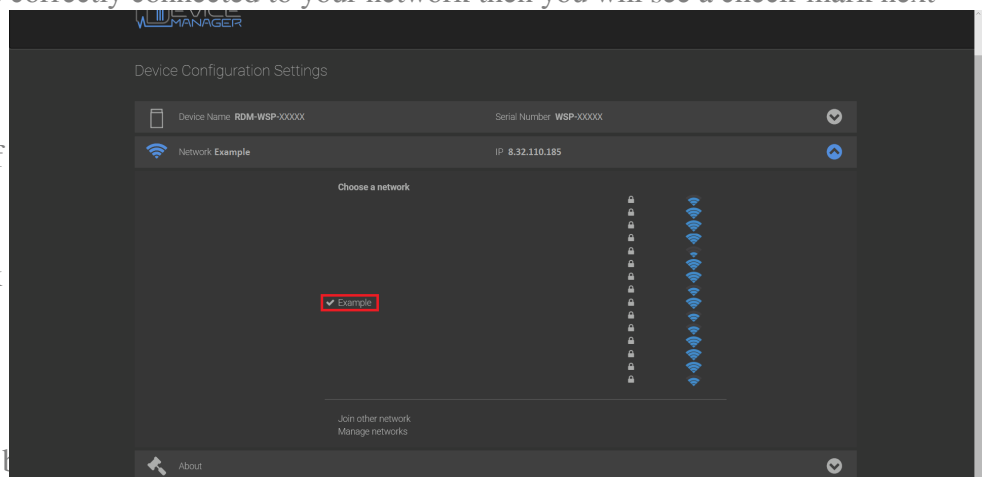 correctly connected to your network then you will see a check mark next
DEVICE
MANAGER
Device Configuration Settings
Device Name RDM-WSP-XXXXX Serial Number WSP-XXXXX
Network Example IP 8.32.110.185
Choose a network
Example
Join other network
Manage networks
About